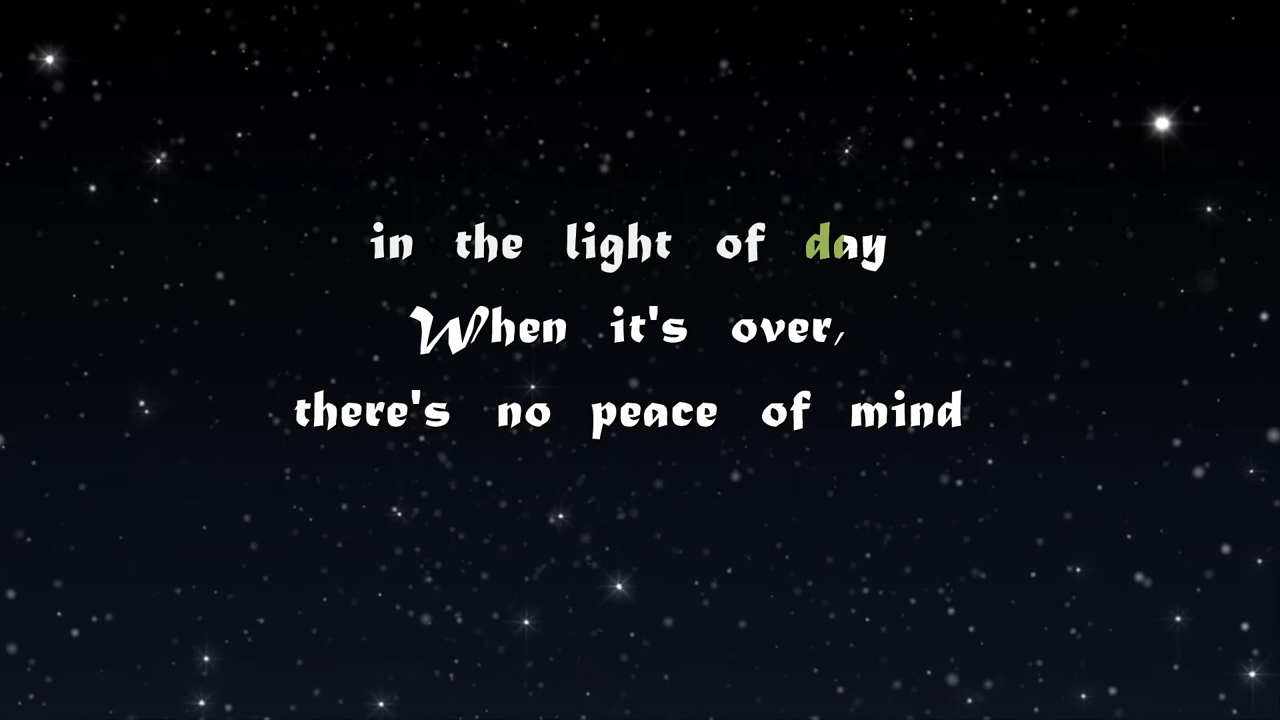 in the light of day
When it's over,
there's no peace of mind